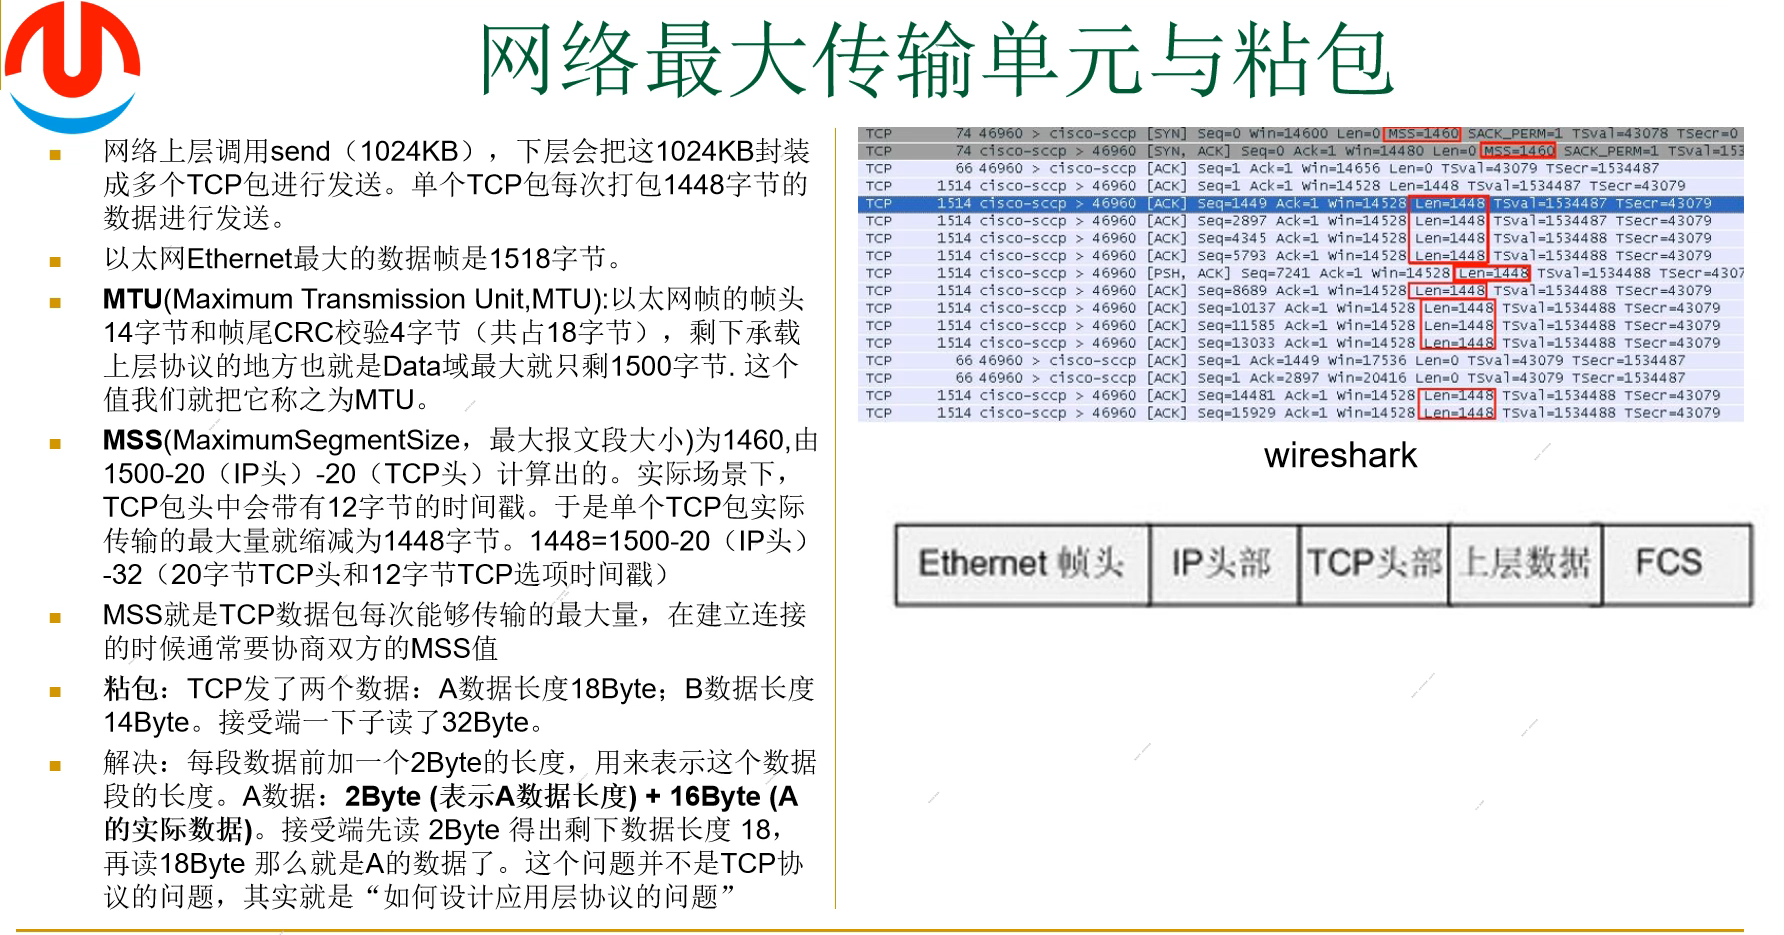 网络最大传输单元与粘包
网络上层调用send（1024KB），下层会把这1024KB封装
成多个TCP包进行发送。单个TCP包每次打包1448字节的
数据进行发送。
以太网Ethernet最大的数据帧是1518字节。
MTU(Maximum Transmission Unit,MTU):以太网帧的帧头
14字节和帧尾CRC校验4字节（共占18字节），剩下承载
上层协议的地方也就是Data域最大就只剩1500字节. 这个
值我们就把它称之为MTU。
MSS(MaximumSegmentSize，最大报文段大小)为1460,由
1500-20（IP头）-20（TCP头）计算出的。实际场景下，
TCP包头中会带有12字节的时间戳。于是单个TCP包实际
传输的最大量就缩减为1448字节。1448=1500-20（IP头）
-32（20字节TCP头和12字节TCP选项时间戳）
MSS就是TCP数据包每次能够传输的最大量，在建立连接
的时候通常要协商双方的MSS值
粘包：TCP发了两个数据：A数据长度18Byte；B数据长度
14Byte。接受端一下子读了32Byte。
解决：每段数据前加一个2Byte的长度，用来表示这个数据
段的长度。A数据：2Byte (表示A数据长度) + 16Byte (A
的实际数据)。接受端先读 2Byte 得出剩下数据长度 18，
再读18Byte 那么就是A的数据了。这个问题并不是TCP协
议的问题，其实就是“如何设计应用层协议的问题”
TCP 74 46960 > cisco-sccp [SYN] Seq=0 Win=14600 Len=0 MSS=1460 SACK_PERM=1 TSval=43078 TSecr=0
TCP 74 cisco-sccp > 46960 [SYN, ACK] Seq=0 Ack=1 Win=14480 Len=0 MSS=1460 SACK_PERM=1 TSval=153
TCP 66 46960 > cisco-sccp [ACK] Seq=1 Ack=1 Win=14656 Len=0 TSval=43079 TSecr=1534487
TCP 1514 cisco-sccp > 46960 [ACK] Seq=1 Ack=1 Win=14528 Len=1448 TSval=1534487 TSecr=43079
TCP 1514 cisco-sccp > 46960 [ACK] Seq=1449 Ack=1 Win=14528 Len=1448 TSval=1534487 TSecr=43079
TCP 1514 cisco-sccp > 46960 [ACK] Seq=2897 Ack=1 Win=14528 Len=1448 TSval=1534487 TSecr=43079
TCP 1514 cisco-sccp > 46960 [ACK] Seq=4345 Ack=1 Win=14528 Len=1448 TSval=1534488 TSecr=43079
TCP 1514 cisco-sccp > 46960 [ACK] Seq=5793 Ack=1 Win=14528 Len=1448 TSval=1534488 TSecr=43079
TCP 1514 cisco-sccp > 46960 [PSH, ACK] Seq=7241 Ack=1 Win=14528 Len=1448 TSval=1534488 TSecr=4307
TCP 1514 cisco-sccp > 46960 [ACK] Seq=8689 Ack=1 Win=14528 Len=1448 TSval=1534488 TSecr=43079
TCP 1514 cisco-sccp > 46960 [ACK] Seq=10137 Ack=1 Win=14528 Len=1448 TSval=1534488 TSecr=43079
TCP 1514 cisco-sccp > 46960 [ACK] Seq=11585 Ack=1 Win=14528 Len=1448 TSval=1534488 TSecr=43079
TCP 1514 cisco-sccp > 46960 [ACK] Seq=13033 Ack=1 Win=14528 Len=1448 TSval=1534488 TSecr=43079
TCP 66 46960 > cisco-sccp [ACK] Seq=1 Ack=1449 Win=17536 Len=0 TSval=43079 TSecr=1534487
TCP 66 46960 > cisco-sccp [ACK] Seq=1 Ack=2897 Win=20416 Len=0 TSval=43079 TSecr=1534487
TCP 1514 cisco-sccp > 46960 [ACK] Seq=14481 Ack=1 Win=14528 Len=1448 TSval=1534488 TSecr=43079
TCP 1514 cisco-sccp > 46960 [ACK] Seq=15929 Ack=1 Win=14528 Len=1448 TSval=1534488 TSecr=43079
wireshark
Ethernet 帧头 IP头部 TCP头部 上层数据 FCS